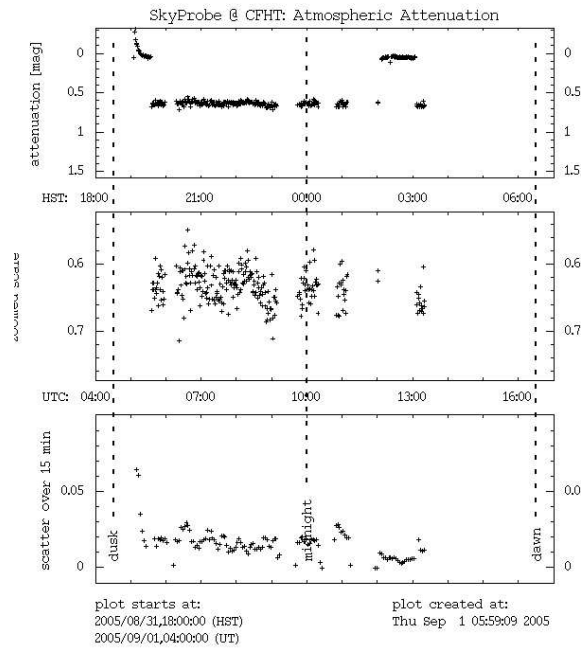 SkyProbe @ CFHT: Atmospheric Attenuation
attenuation [mag]
0 0
0.5 0.5
1 1
1.5 1.5
HST: 18:00 21:00 00:00 03:00 06:00
0.6 0.6
0.7 0.7
UTC: 04:00 07:00 10:00 13:00 16:00
scatter over 15 min
0.05 0.0
0 0
dusk
midnight
dawn
plot starts at:
2005/08/31,18:00:00 (HST)
2005/09/01,04:00:00 (UT)
plot created at:
Thu Sep 1 05:59:09 2005